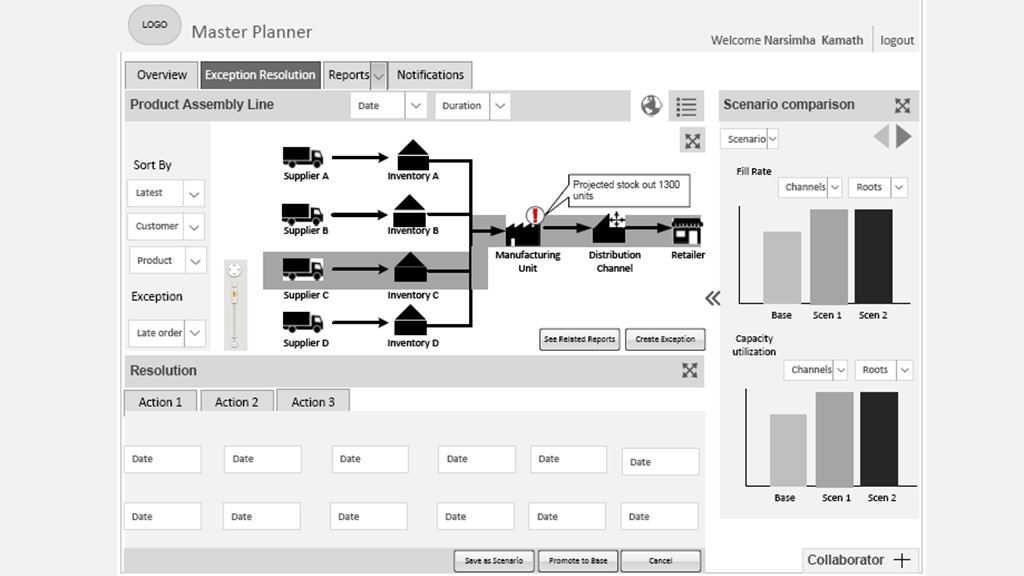 LOGO
Master Planner
Welcome Narsimha Kamath
logout
Overview
Exception Resolution
Reports
Notifications
Product Assembly Line
Date
Duration
Sort By
Latest
Customer
Product
Exception
Late order
Supplier A
Inventory A
Supplier B
Inventory B
Supplier C
Inventory C
Supplier D
Inventory D
Projected stock out 1300
units
Manufacturing
Unit
Distribution
Channel
Retailer
See Related Reports
Create Exception
Scenario comparison
Scenario
Fill Rate
Channels
Roots
Base
Scen 1
Scen 2
Capacity
utilization
Channels
Roots
Base
Scen 1
Scen 2
Resolution
Action 1
Action 2
Action 3
Date
Date
Date
Date
Date
Date
Date
Date
Date
Date
Date
Date
Save as Scenario
Promote to Base
Cancel
Collaborator